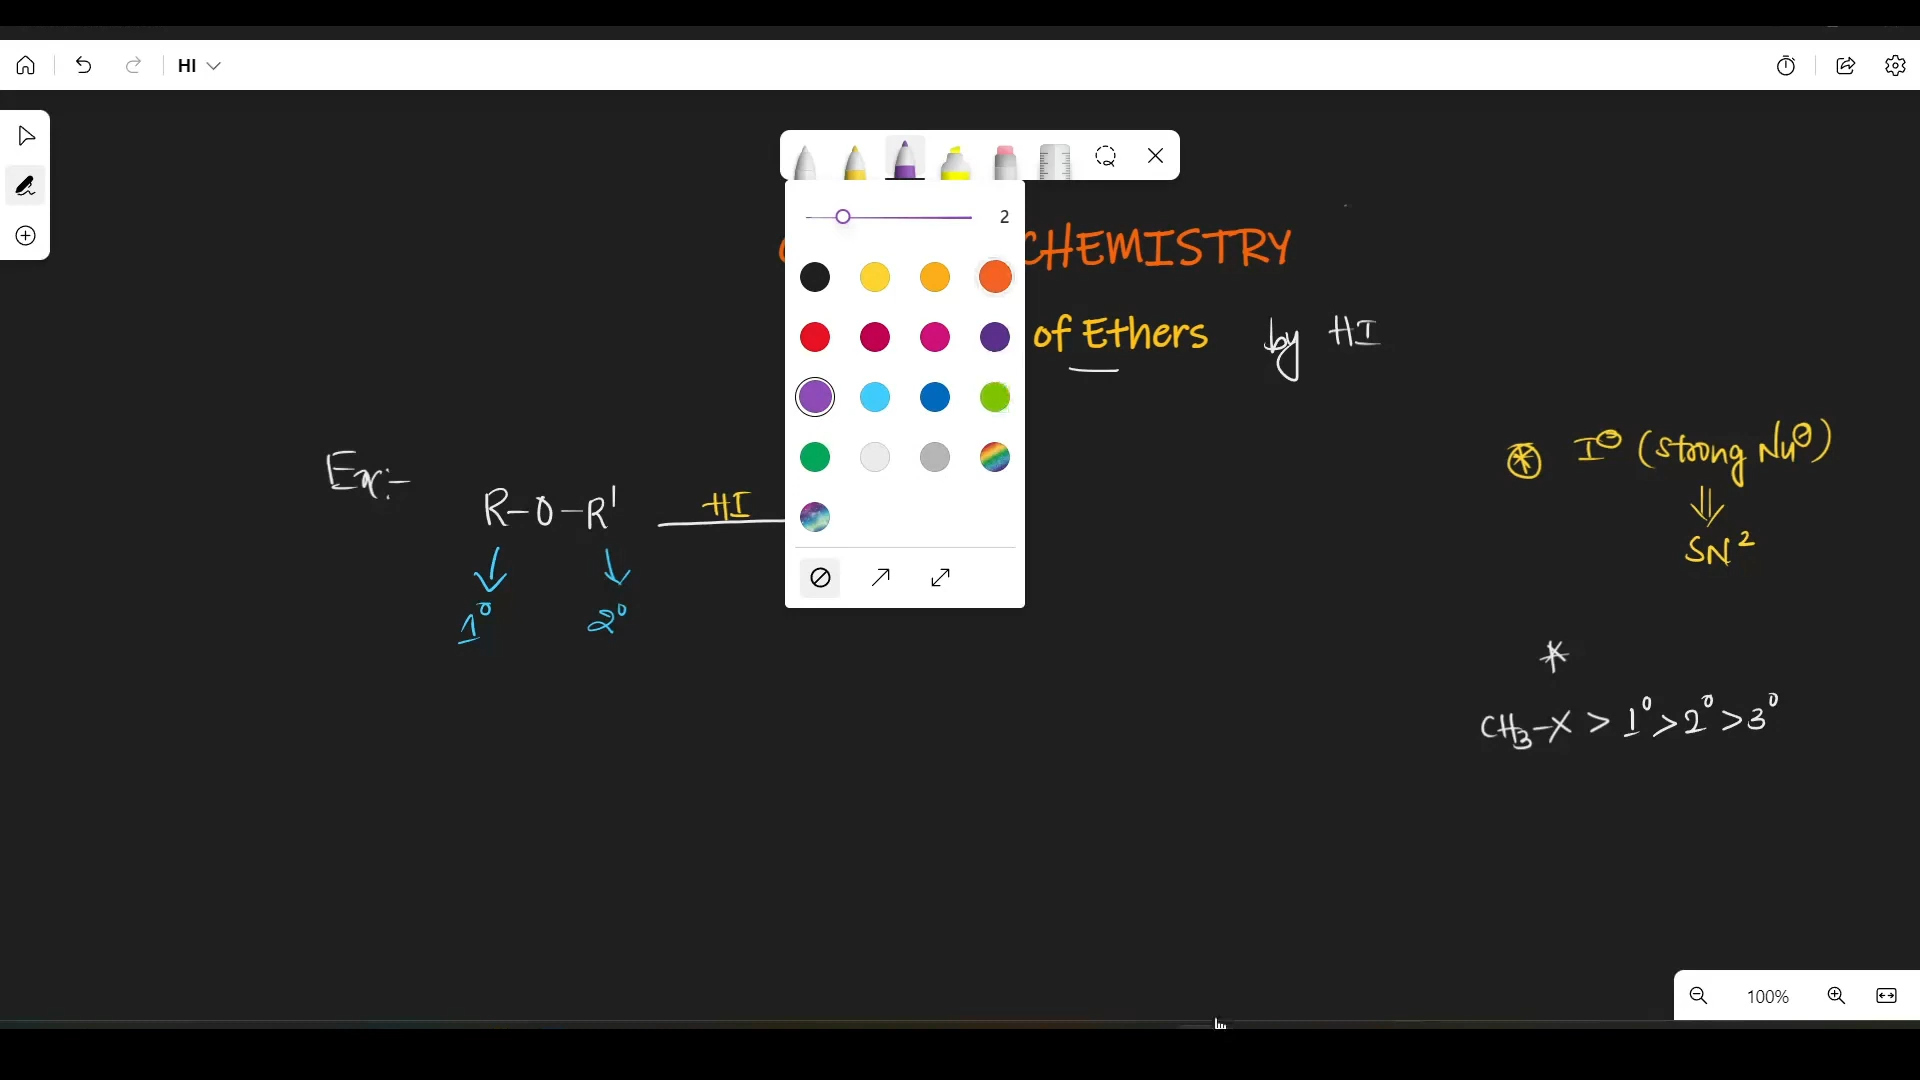 HI
2
CHEMISTRY
of Ethers by HI
Ex:-
R-O-R' HI
1° 2°
* I⊖ (strong Nu⊖)
⇓
SN²
*
CH₃-X > 1° > 2° > 3°
100%